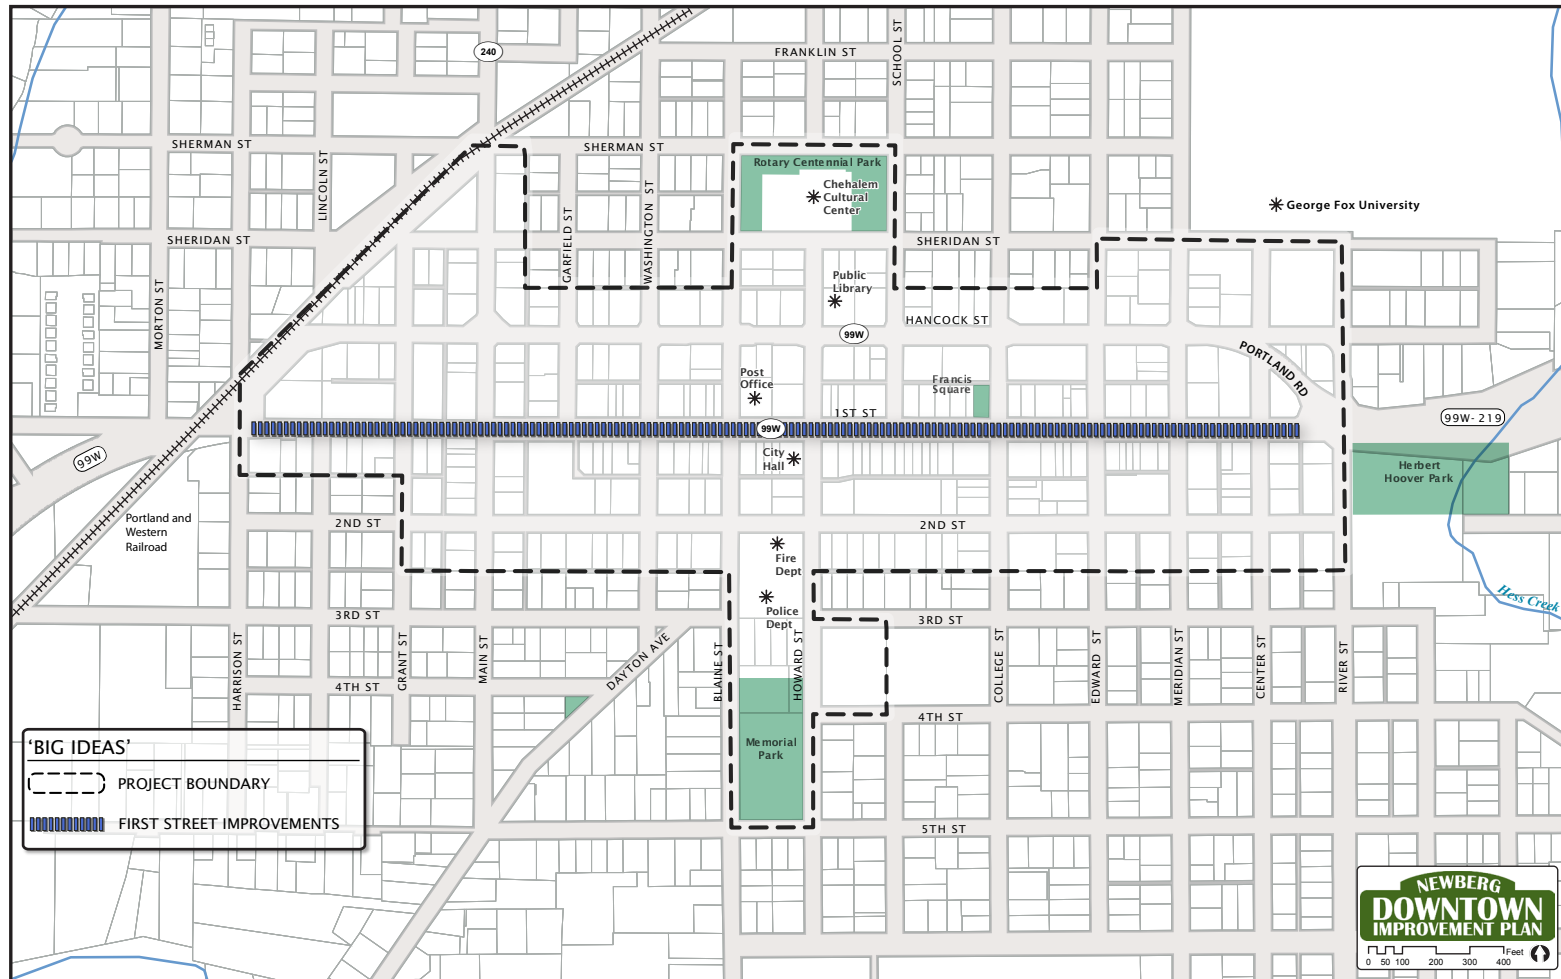 240
FRANKLIN ST
SCHOOL ST
SHERMAN ST
SHERMAN ST
LINCOLN ST
Rotary Centennial Park
Chehalem
Cultural
Center
George Fox University
SHERIDAN ST
SHERIDAN ST
GARFIELD ST
WASHINGTON ST
MORTON ST
Public
Library
HANCOCK ST
99W
PORTLAND RD
Post
Office
Francis
Square
1ST ST
99W
99W-219
99W
City
Hall
Herbert
Hoover Park
Portland and
Western
Railroad
2ND ST
2ND ST
Fire
Dept
Police
Dept
Hess Creek
3RD ST
3RD ST
HARRISON ST
GRANT ST
MAIN ST
DAYTON AVE
BLAINE ST
HOWARD ST
COLLEGE ST
EDWARD ST
MERIDIAN ST
CENTER ST
RIVER ST
4TH ST
4TH ST
Memorial
Park
5TH ST
'BIG IDEAS'
PROJECT BOUNDARY
FIRST STREET IMPROVEMENTS
NEWBERG
DOWNTOWN
IMPROVEMENT PLAN
Feet
0 50 100 200 300 400